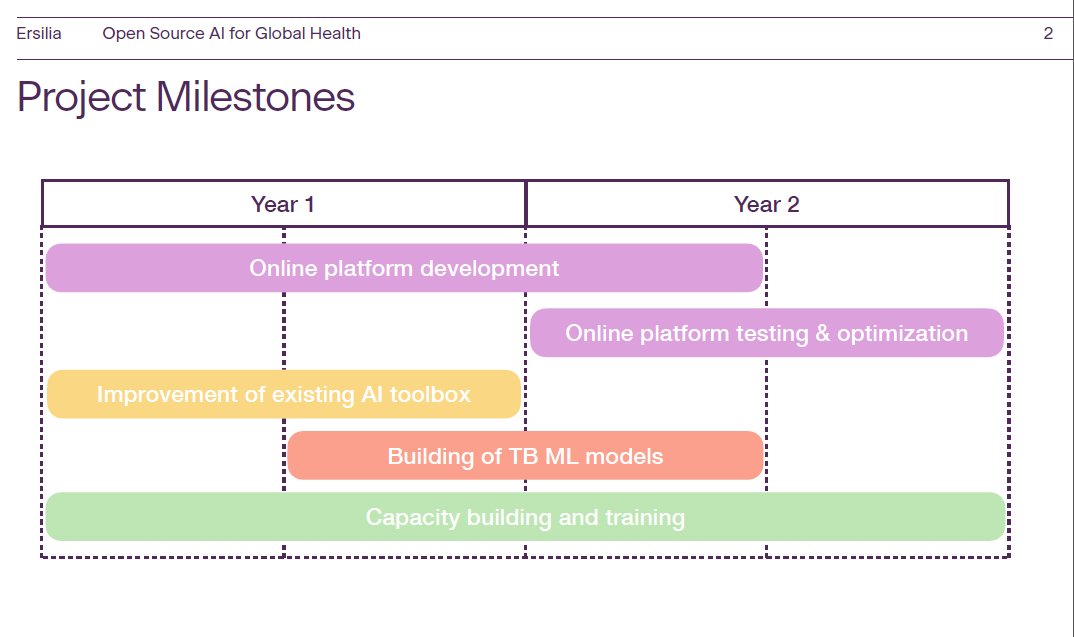 Ersilia Open Source AI for Global Health 2
Project Milestones
Year 1 Year 2
Online platform development
Online platform testing & optimization
Improvement of existing AI toolbox
Building of TB ML models
Capacity building and training